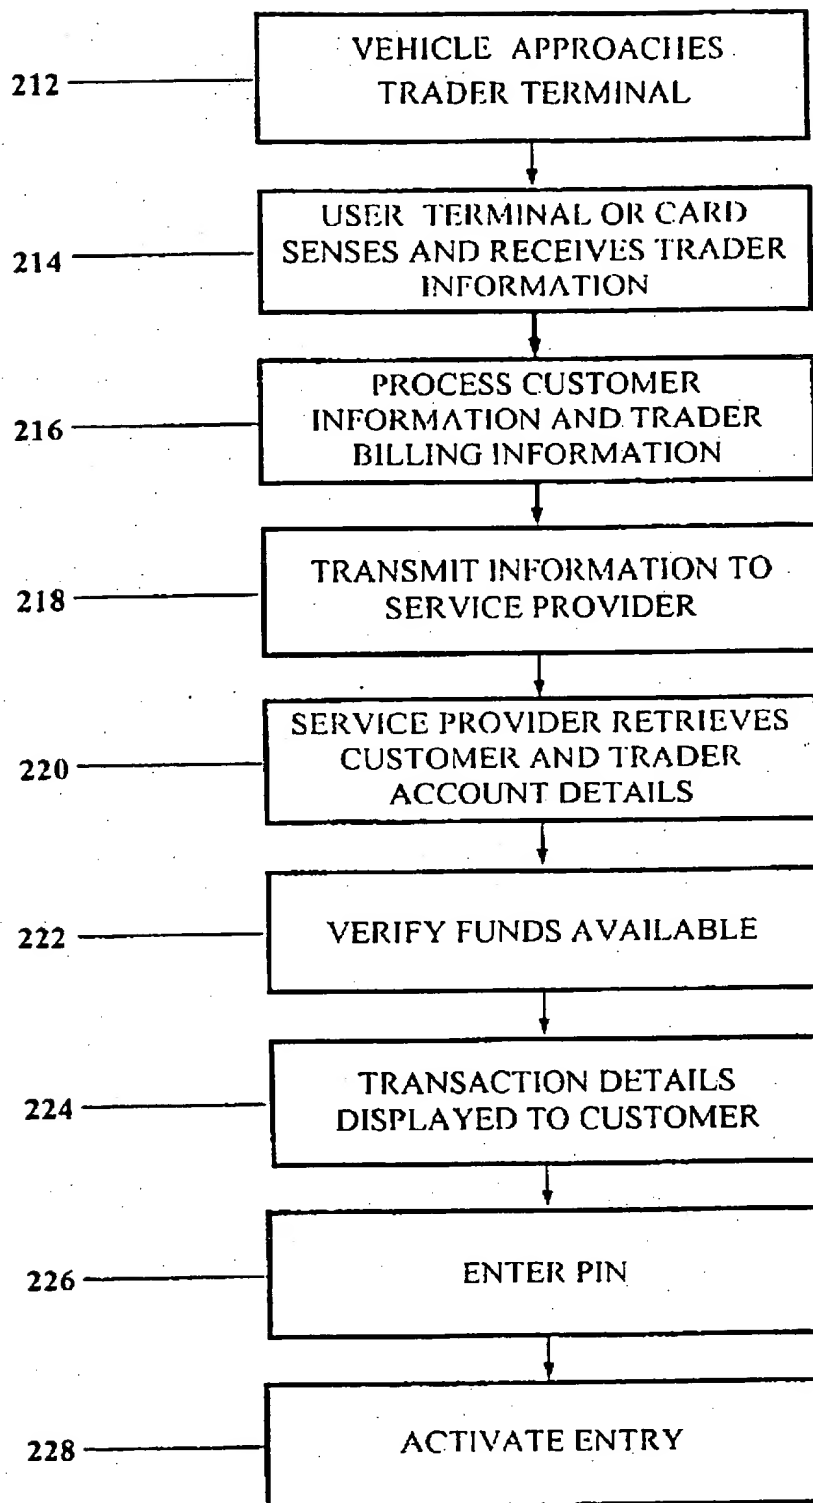 212
VEHICLE APPROACHES
TRADER TERMINAL
214
USER TERMINAL OR CARD
SENSES AND RECEIVES TRADER
INFORMATION
216
PROCESS CUSTOMER
INFORMATION AND TRADER
BILLING INFORMATION
218
TRANSMIT INFORMATION TO
SERVICE PROVIDER
220
SERVICE PROVIDER RETRIEVES
CUSTOMER AND TRADER
ACCOUNT DETAILS
222
VERIFY FUNDS AVAILABLE
224
TRANSACTION DETAILS
DISPLAYED TO CUSTOMER
226
ENTER PIN
228
ACTIVATE ENTRY